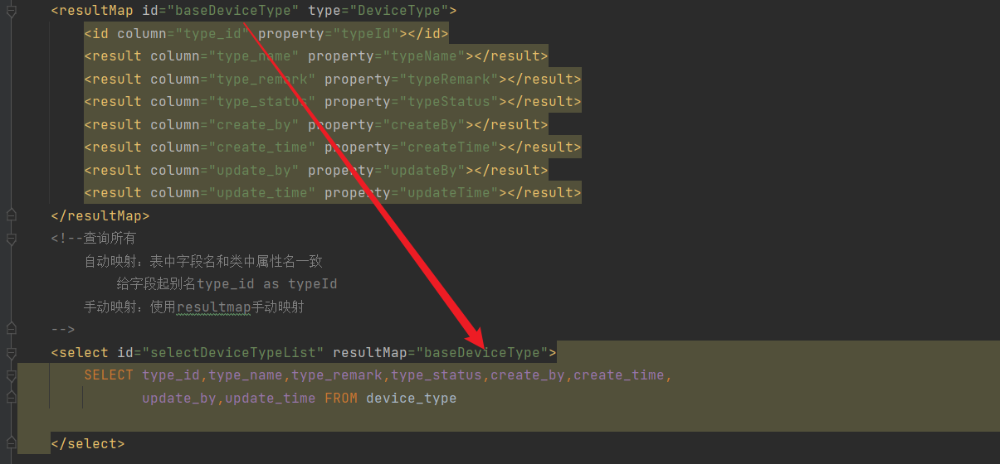 <resultMap id="baseDeviceType" type="DeviceType">
<id column="type_id" property="typeId"></id>
<result column="type_name" property="typeName"></result>
<result column="type_remark" property="typeRemark"></result>
<result column="type_status" property="typeStatus"></result>
<result column="create_by" property="createBy"></result>
<result column="create_time" property="createTime"></result>
<result column="update_by" property="updateBy"></result>
<result column="update_time" property="updateTime"></result>
</resultMap>
<!--查询所有
自动映射：表中字段名和类中属性名一致
给字段起别名type_id as typeId
手动映射：使用resultmap手动映射
-->
<select id="selectDeviceTypeList" resultMap="baseDeviceType">
SELECT type_id,type_name,type_remark,type_status,create_by,create_time,
update_by,update_time FROM device_type
</select>